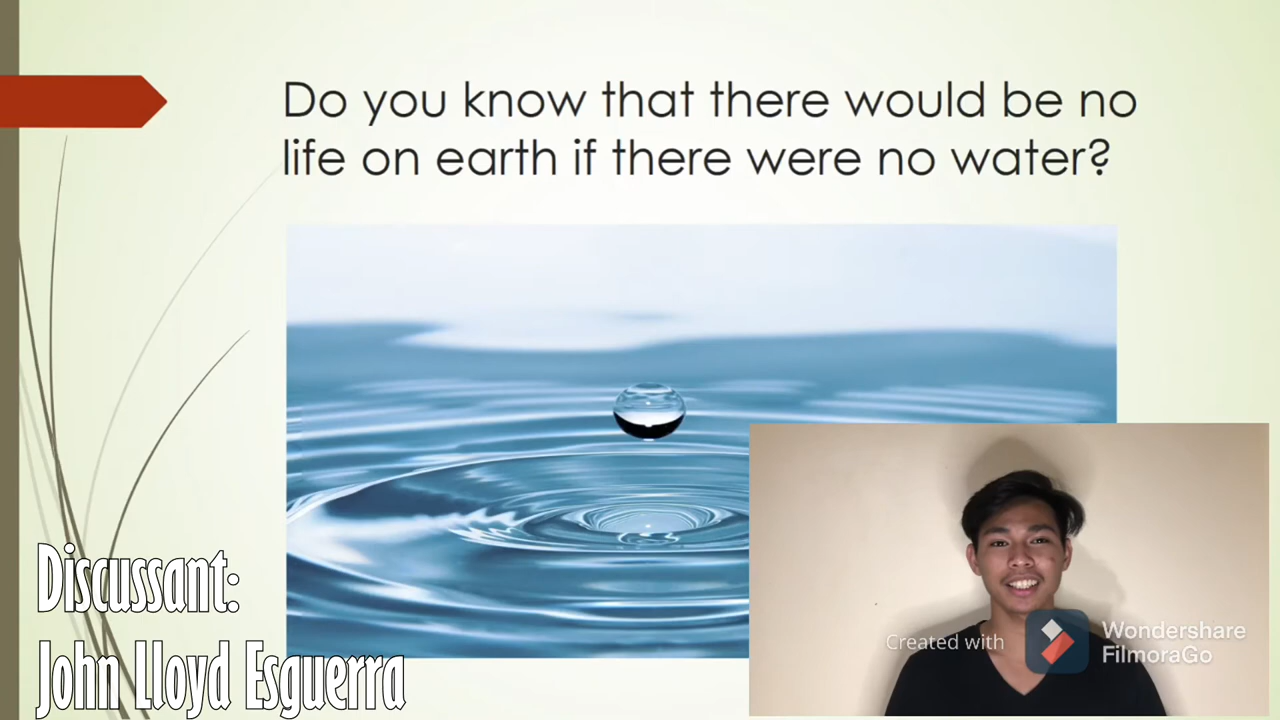 Do you know that there would be no
life on earth if there were no water?
Discussant:
John Lloyd Esguerra
Created with
Wondershare
FilmoraGo